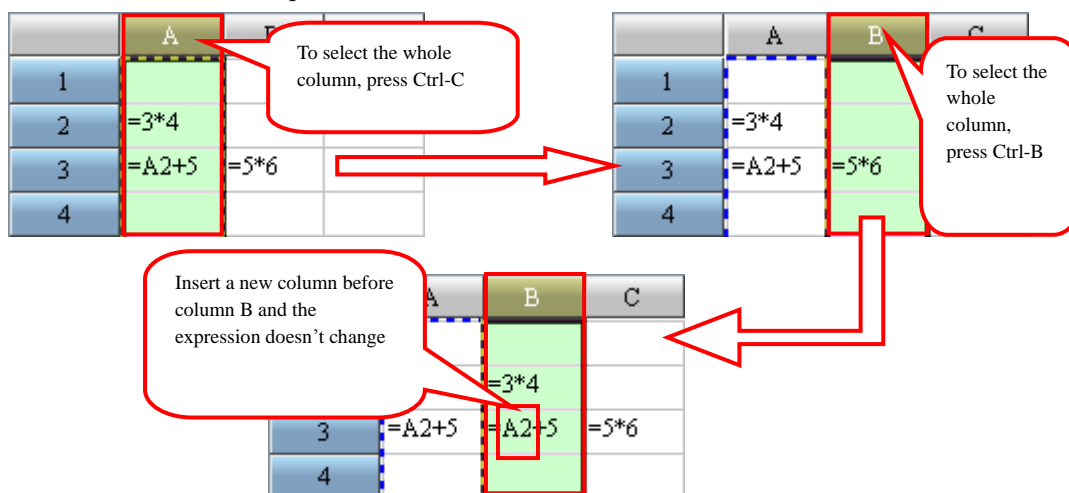 A
To select the whole
column, press Ctrl-C
1
2 =3*4
3 =A2+5 =5*6
4
A B
To select the
whole
column,
press Ctrl-B
1
2 =3*4
3 =A2+5 =5*6
4
Insert a new column before
column B and the
expression doesn't change
A B C
=3*4
3 =A2+5 =A2+5 =5*6
4